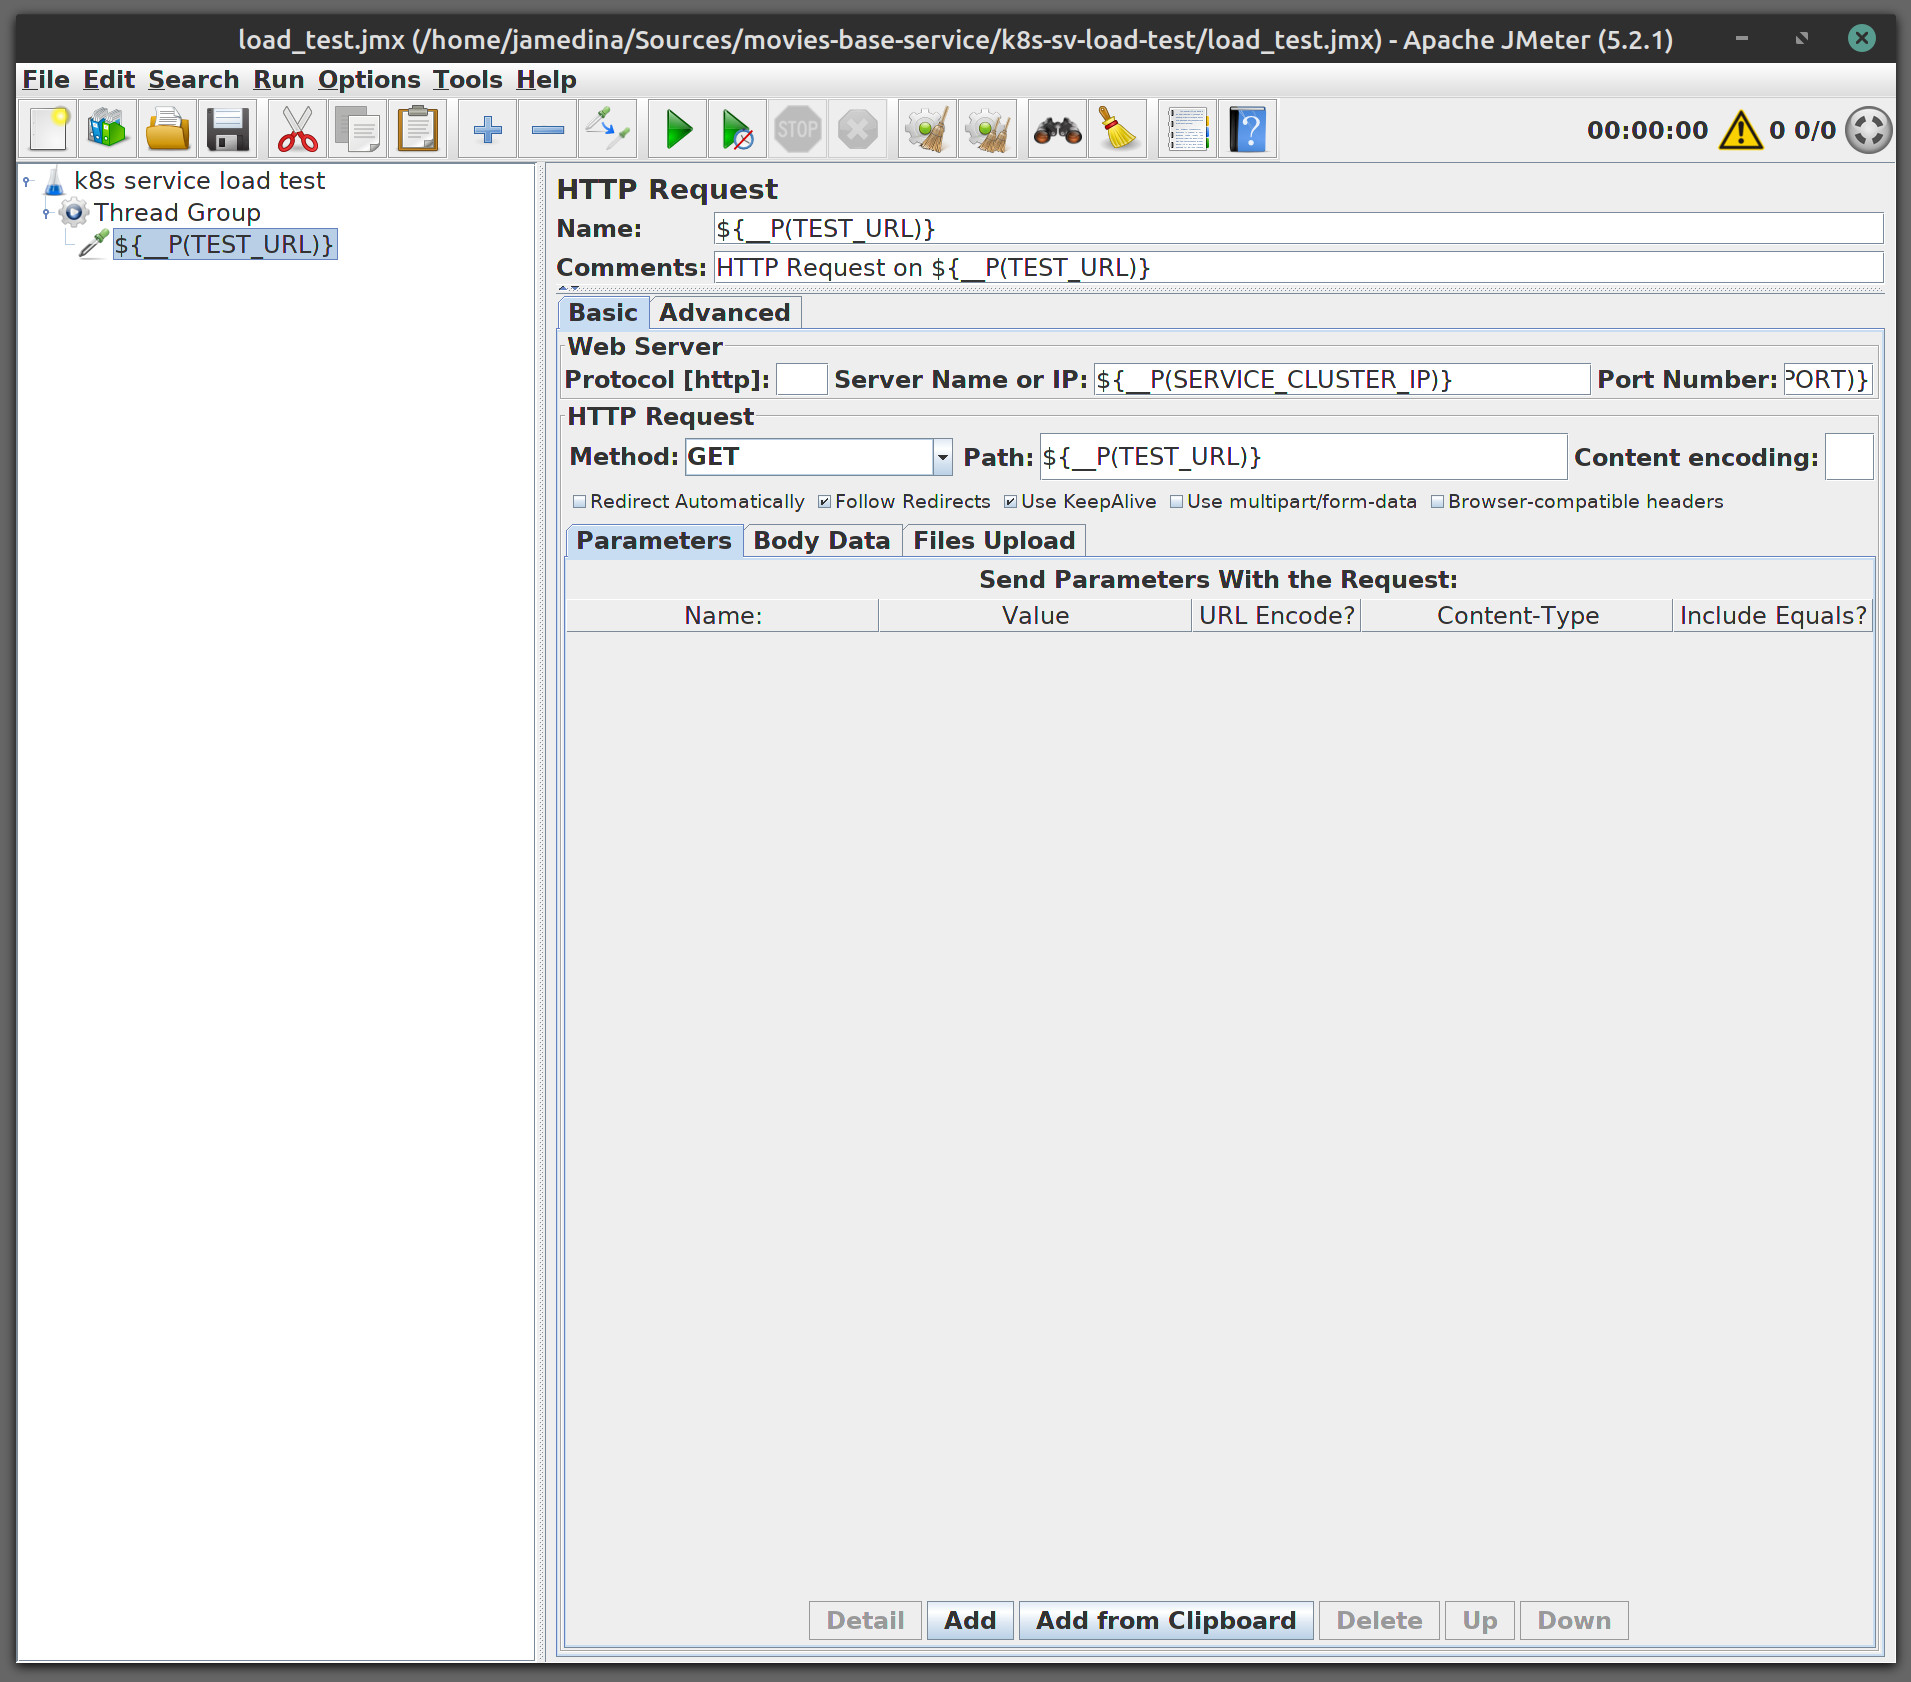 load_test.jmx (/home/jamedina/Sources/movies-base-service/k8s-sv-load-test/load_test.jmx) - Apache JMeter (5.2.1)
File Edit Search Run Options Tools Help
STOP 00:00:00 0 0/0
k8s service load test
Thread Group
${__P(TEST_URL)}
HTTP Request
Name: ${__P(TEST_URL)}
Comments: HTTP Request on ${__P(TEST_URL)}
Basic Advanced
Web Server
Protocol [http]: Server Name or IP: ${__P(SERVICE_CLUSTER_IP)} Port Number: PORT)}
HTTP Request
Method: GET Path: ${__P(TEST_URL)} Content encoding:
Redirect Automatically Follow Redirects Use KeepAlive Use multipart/form-data Browser-compatible headers
Parameters Body Data Files Upload
Send Parameters With the Request:
Name: Value URL Encode? Content-Type Include Equals?
Detail Add Add from Clipboard Delete Up Down